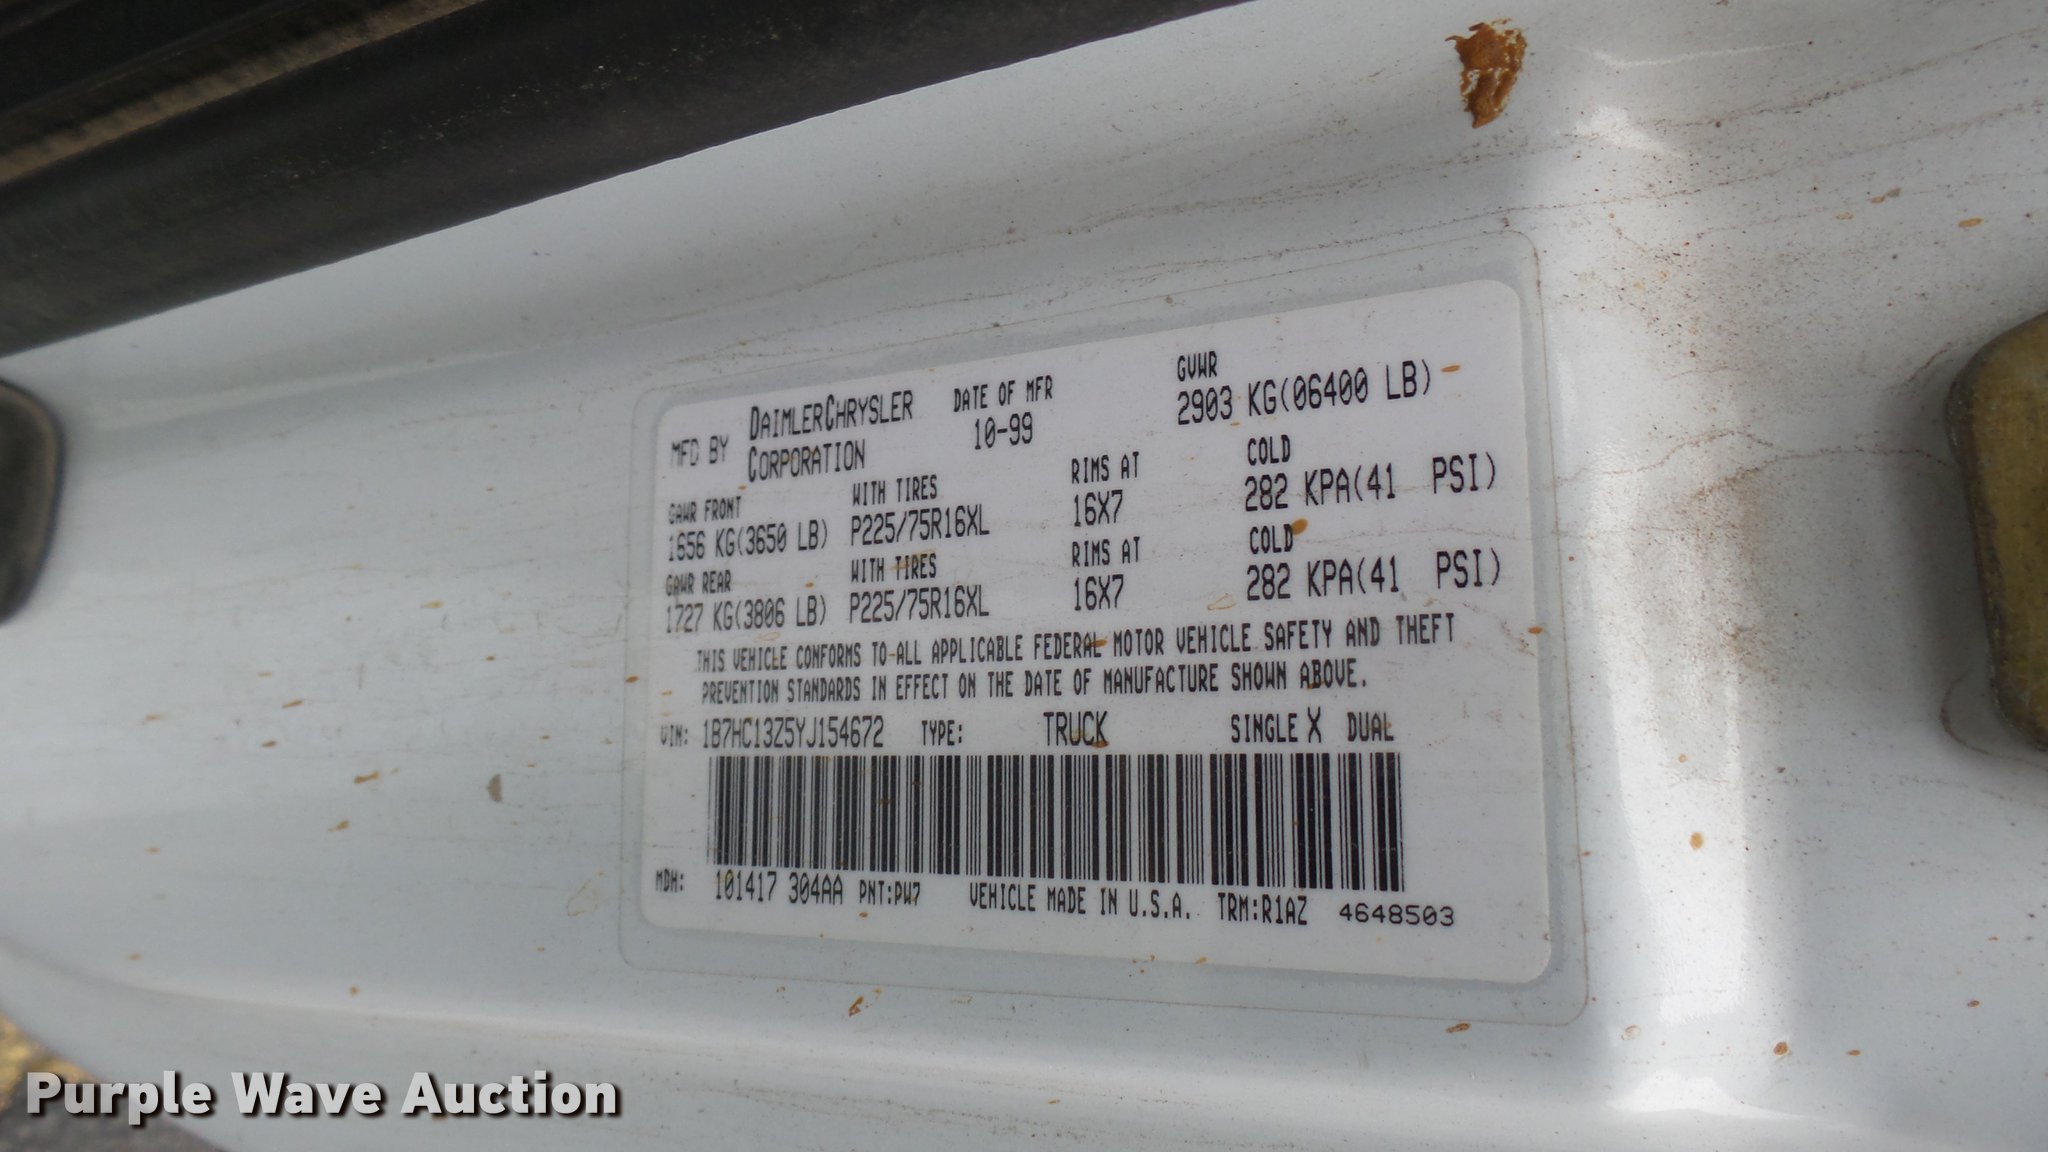 MFD BY DAIMLERCHRYSLER CORPORATION DATE OF MFR 10-99 GVWR 2903 KG(06400 LB)
GAWR FRONT WITH TIRES RIMS AT COLD
1656 KG(3650 LB) P225/75R16XL 16X7 282 KPA(41 PSI)
GAWR REAR WITH TIRES RIMS AT COLD
1727 KG(3806 LB) P225/75R16XL 16X7 282 KPA(41 PSI)
THIS VEHICLE CONFORMS TO ALL APPLICABLE FEDERAL MOTOR VEHICLE SAFETY AND THEFT
PREVENTION STANDARDS IN EFFECT ON THE DATE OF MANUFACTURE SHOWN ABOVE.
VIN: 1B7HC13Z5YJ154672 TYPE: TRUCK SINGLE X DUAL
MDH: 101417 304AA PNT:PW7 VEHICLE MADE IN U.S.A. TRM:R1AZ 4648503
Purple Wave Auction